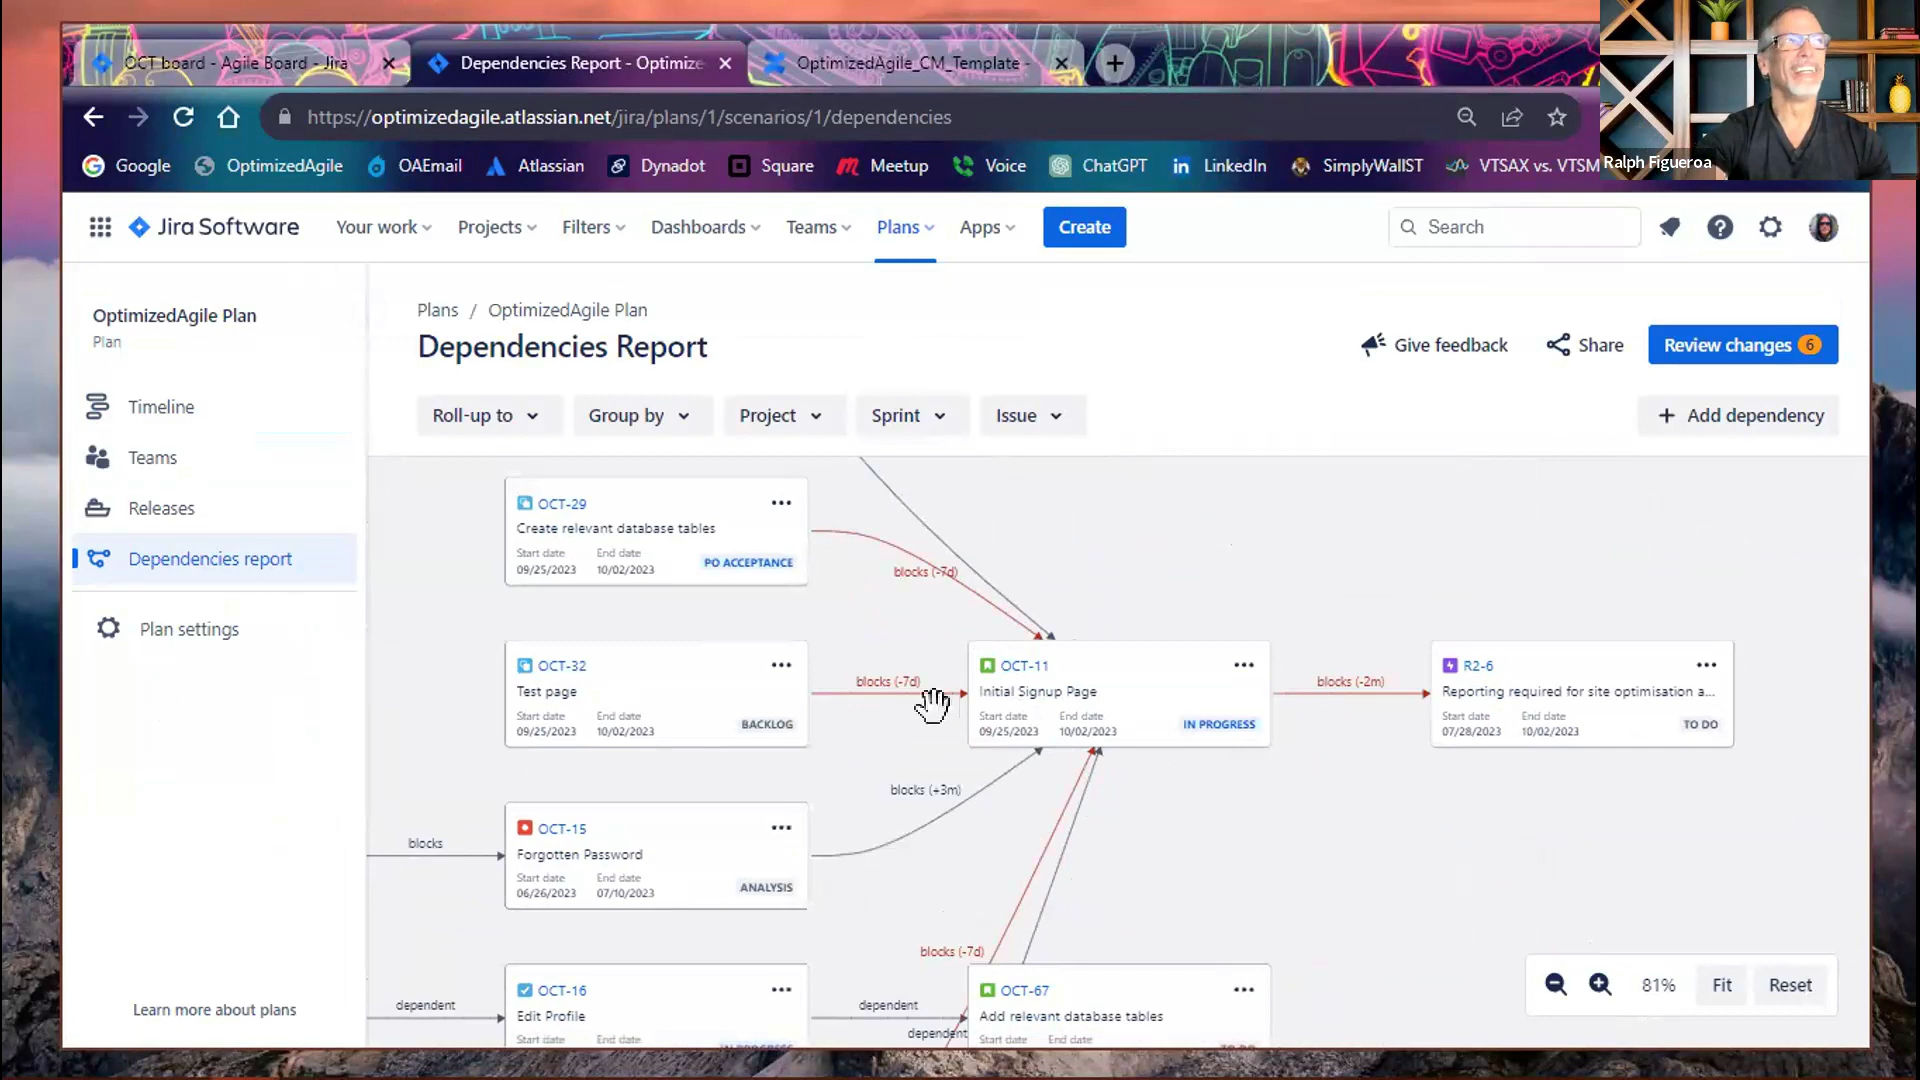 OCT board - Agile Board - Jira
Dependencies Report - Optimize
OptimizedAgile_CM_Template -
https://optimizedagile.atlassian.net/jira/plans/1/scenarios/1/dependencies
Google
OptimizedAgile
OAEmail
Atlassian
Dynadot
Square
Meetup
Voice
ChatGPT
LinkedIn
SimplyWallST
VTSAX vs. VTSM
Ralph Figueroa
Jira Software
Your work
Projects
Filters
Dashboards
Teams
Plans
Apps
Create
Search
OptimizedAgile Plan
Plan
Timeline
Teams
Releases
Dependencies report
Plan settings
Learn more about plans
Plans / OptimizedAgile Plan
Dependencies Report
Give feedback
Share
Review changes 6
Roll-up to
Group by
Project
Sprint
Issue
+ Add dependency
OCT-29
Create relevant database tables
Start date End date
09/25/2023 10/02/2023 PO ACCEPTANCE
blocks (-7d)
OCT-32
Test page
Start date End date
09/25/2023 10/02/2023 BACKLOG
blocks (-7d)
OCT-11
Initial Signup Page
Start date End date
09/25/2023 10/02/2023 IN PROGRESS
blocks (-2m)
R2-6
Reporting required for site optimisation a...
Start date End date
07/28/2023 10/02/2023 TO DO
blocks (+3m)
blocks
OCT-15
Forgotten Password
Start date End date
06/26/2023 07/10/2023 ANALYSIS
blocks (-7d)
dependent
OCT-16
Edit Profile
Start date End date
IN PROGRESS
dependent
dependent
OCT-67
Add relevant database tables
Start date End date
TO DO
81%
Fit
Reset